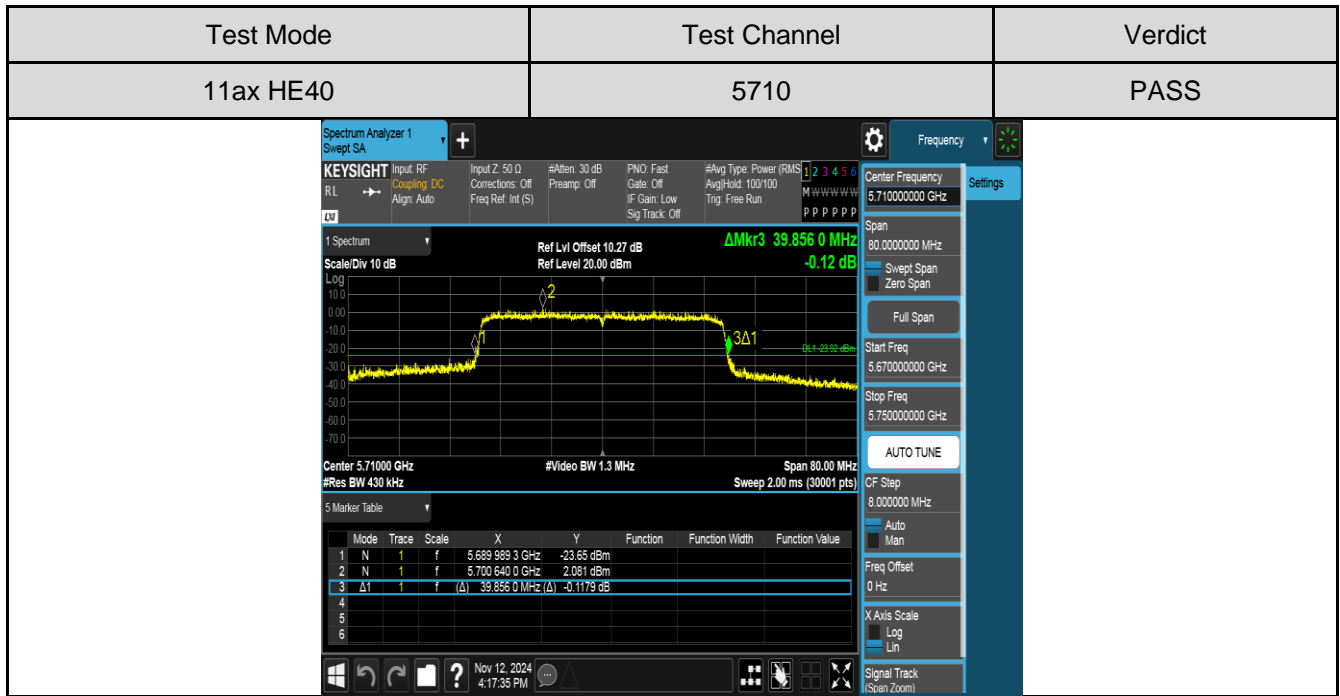 Test Mode Test Channel Verdict
11ax HE40 5710 PASS
Spectrum Analyzer 1
Swept SA
+
Frequency
KEYSIGHT Input: RF Input Z: 50 Ω #Atten: 30 dB PNO: Fast #Avg Type: Power (RMS 1 2 3 4 5 6
RL Coupling: DC Corrections: Off Preamp: Off Gate: Off Avg|Hold: 100/100 M W W W W W
Align: Auto Freq Ref: Int (S) IF Gain: Low Trig: Free Run
LXI Sig Track: Off P P P P P P
1 Spectrum
Ref Lvl Offset 10.27 dB ΔMkr3 39.856 0 MHz
Scale/Div 10 dB Ref Level 20.00 dBm -0.12 dB
Log
10.0
0.00
-10.0
-20.0
-30.0
-40.0
-50.0
-60.0
-70.0
2
1
3Δ1
DL1 -23.92 dBm
Center 5.71000 GHz #Video BW 1.3 MHz Span 80.00 MHz
#Res BW 430 kHz Sweep 2.00 ms (30001 pts)
5 Marker Table
Mode Trace Scale X Y Function Function Width Function Value
1 N 1 f 5.689 989 3 GHz -23.65 dBm
2 N 1 f 5.700 640 0 GHz 2.081 dBm
3 Δ1 1 f (Δ) 39.856 0 MHz (Δ) -0.1179 dB
4
5
6
Nov 12, 2024
4:17:35 PM
Center Frequency
5.710000000 GHz
Settings
Span
80.0000000 MHz
Swept Span
Zero Span
Full Span
Start Freq
5.670000000 GHz
Stop Freq
5.750000000 GHz
AUTO TUNE
CF Step
8.000000 MHz
Auto
Man
Freq Offset
0 Hz
X Axis Scale
Log
Lin
Signal Track
(Span Zoom)